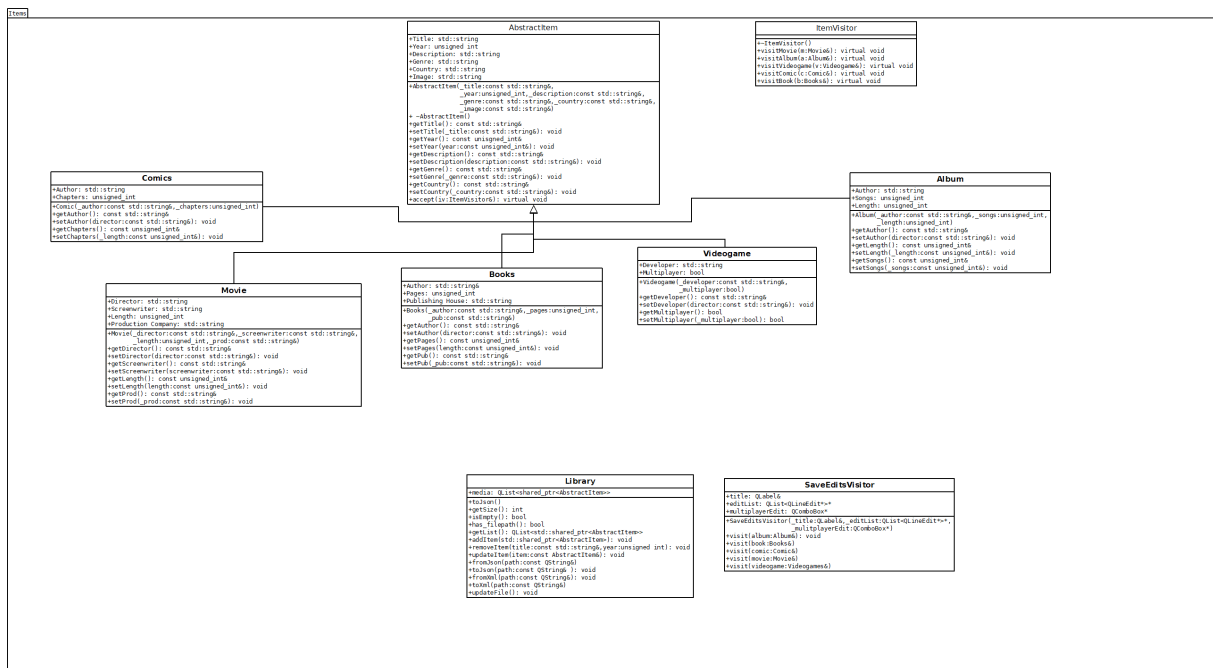 Items
AbstractItem
+Title: std::string
+Year: unsigned int
+Description: std::string
+Genre: std::string
+Country: std::string
+Image: strd::string
+AbstractItem(_title:const std::string&,
_year:unsigned_int,_description:const std::string&,
_genre:const std::string&,_country:const std::string&,
_image:const std::string&)
+ ~AbstractItem()
+getTitle(): const std::string&
+setTitle(_title:const std::string&): void
+getYear(): const unisgned_int&
+setYear(year:const unsigned_int&): void
+getDescription(): const std::string&
+setDescription(description:const std::string&): void
+getGenre(): const std::string&
+setGenre(_genre:const std::string&): void
+getCountry(): const std::string&
+setCountry(_country:const std::string&): void
+accept(iv:ItemVisitor&): virtual void
ItemVisitor
+~ItemVisitor()
+visitMovie(m:Movie&): virtual void
+visitAlbum(a:Album&): virtual void
+visitVideogame(v:Videogame&): virtual void
+visitComic(c:Comic&): virtual void
+visitBook(b:Books&): virtual void
Comics
+Author: std::string
+Chapters: unsigned_int
+Comic(_author:const std::string&,_chapters:unsigned_int)
+getAuthor(): const std::string&
+setAuthor(director:const std::string&): void
+getChapters(): const unsigned_int&
+setChapters(_length:const unsigned_int&): void
Album
+Author: std::string
+Songs: unsigned_int
+Length: unsigned_int
+Album(_author:const std::string&,_songs:unsigned_int,
_length:unsigned_int)
+getAuthor(): const std::string&
+setAuthor(director:const std::string&): void
+getLength(): const unsigned_int&
+setLength(_length:const unsigned_int&): void
+getSongs(): const unsigned_int&
+setSongs(_songs:const unsigned_int&): void
Movie
+Director: std::string
+Screenwriter: std::string
+Length: unsigned_int
+Production Company: std::string
+Movie(_director:const std::string&,_screenwriter:const std::string&,
_length:unsigned_int,_prod:const std::string&)
+getDirector(): const std::string&
+setDirector(director:const std::string&): void
+getScreenwriter(): const std::string&
+setScreenwriter(screenwriter:const std::string&): void
+getLength(): const unsigned_int&
+setLength(length:const unsigned_int&): void
+getProd(): const std::string&
+setProd(_prod:const std::string&): void
Books
+Author: std::string&
+Pages: unsigned_int
+Publishing House: std::string
+Books(_author:const std::string&,_pages:unsigned_int,
_pub:const std::string&)
+getAuthor(): const std::string&
+setAuthor(director:const std::string&): void
+getPages(): const unsigned_int&
+setPages(length:const unsigned_int&): void
+getPub(): const std::string&
+setPub(_pub:const std::string&): void
Videogame
+Developer: std::string
+Multiplayer: bool
+Videogame(_developer:const std::string&,
_multiplayer:bool)
+getDeveloper(): const std::string&
+setDeveloper(director:const std::string&): void
+getMultiplayer(): bool
+setMultiplayer(_multiplayer:bool): bool
Library
+media: QList<shared_ptr<AbstractItem>>
+toJson()
+getSize(): int
+isEmpty(): bool
+has_filepath(): bool
+getList(): QList<std::shared_ptr<AbstractItem>>
+addItem(std::shared_ptr<AbstractItem>): void
+removeItem(title:const std::string&,year:unsigned int): void
+updateItem(item:const AbstractItem&): void
+fromJson(path:const QString&)
+toJson(path:const QString& ): void
+fromXml(path:const QString&): void
+toXml(path:const QString&)
+updateFile(): void
SaveEditsVisitor
+title: QLabel&
+editList: QList<QLineEdit*>*
+multiplayerEdit: QComboBox*
+SaveEditsVisitor(_title:QLabel&,_editList:QList<QLineEdit*>*,
_mulitplayerEdit:QComboBox*)
+visit(album:Album&): void
+visit(book:Books&)
+visit(comic:Comic&)
+visit(movie:Movie&)
+visit(videogame:Videogames&)